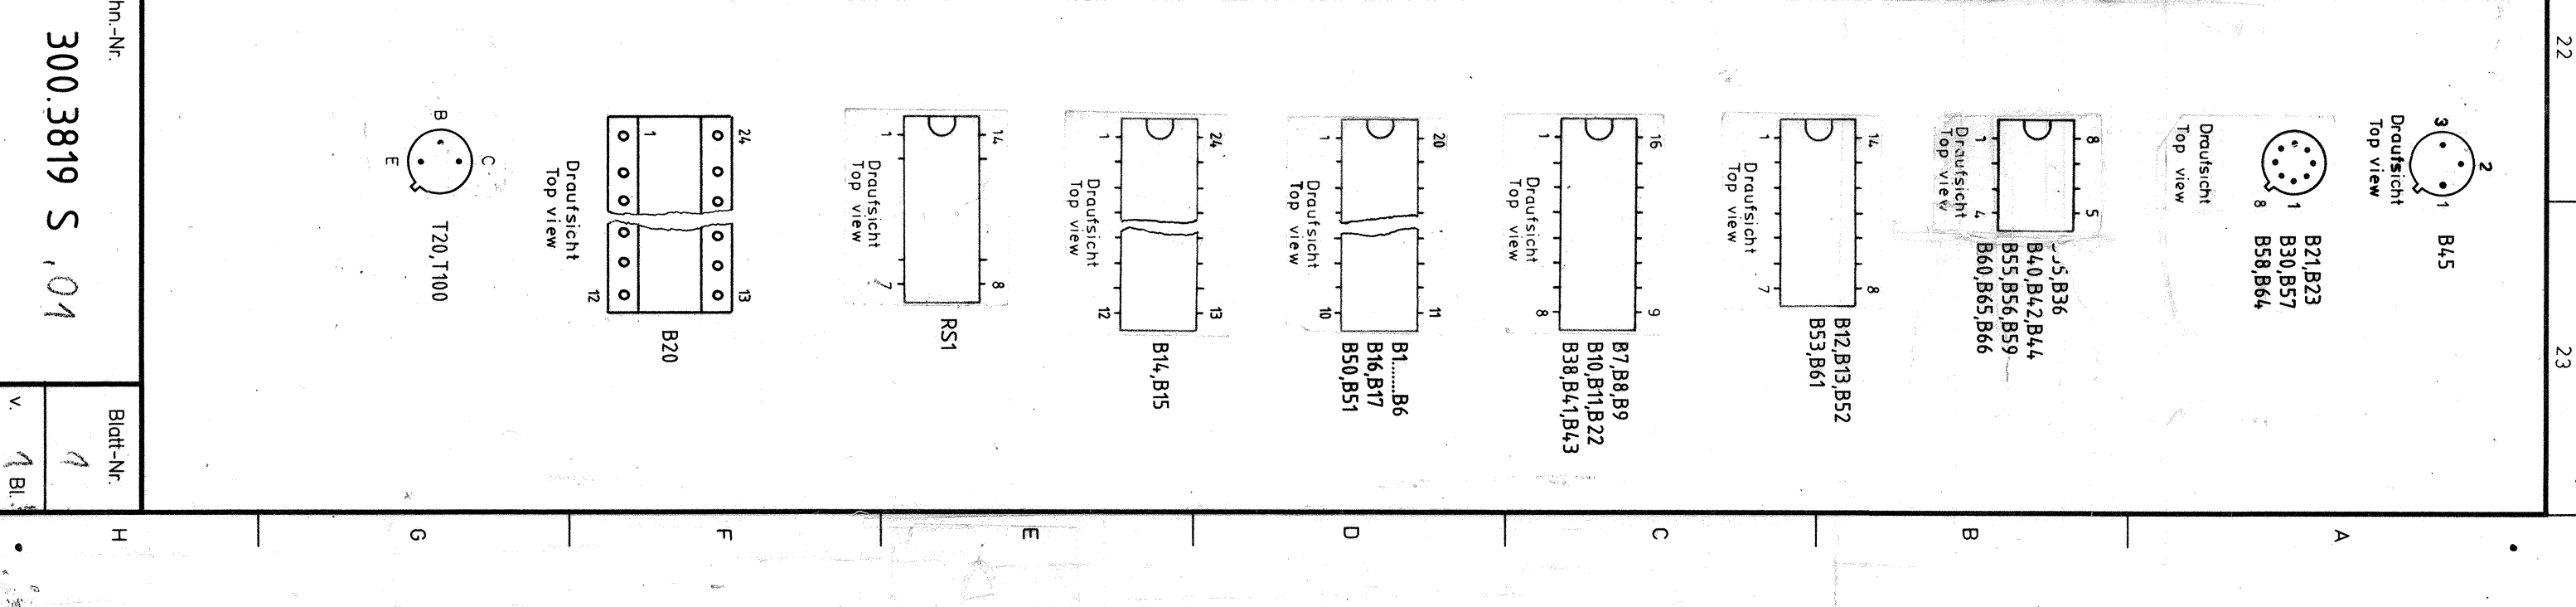 22
23
A
B
C
D
E
F
G
H
3
2
1
Draufsicht
Top view
B45
1
8
Draufsicht
Top view
B21,B23
B30,B57
B58,B64
8
1
5
4
Draufsicht
Top view
B36
B40,B42,B44
B55,B56,B59
B60,B65,B66
14
1
8
7
Draufsicht
Top view
B12,B13,B52
B53,B61
16
1
9
8
Draufsicht
Top view
B7,B8,B9
B10,B11,B22
B38,B41,B43
20
1
11
10
Draufsicht
Top view
B1.......B6
B16,B17
B50,B51
24
1
13
12
Draufsicht
Top view
B14,B15
14
1
8
7
Draufsicht
Top view
RS1
24
1
13
12
Draufsicht
Top view
B20
B
C
E
T20,T100
hn.-Nr.
300.3819 S ,01
Blatt-Nr.
1
v.
1 Bl.